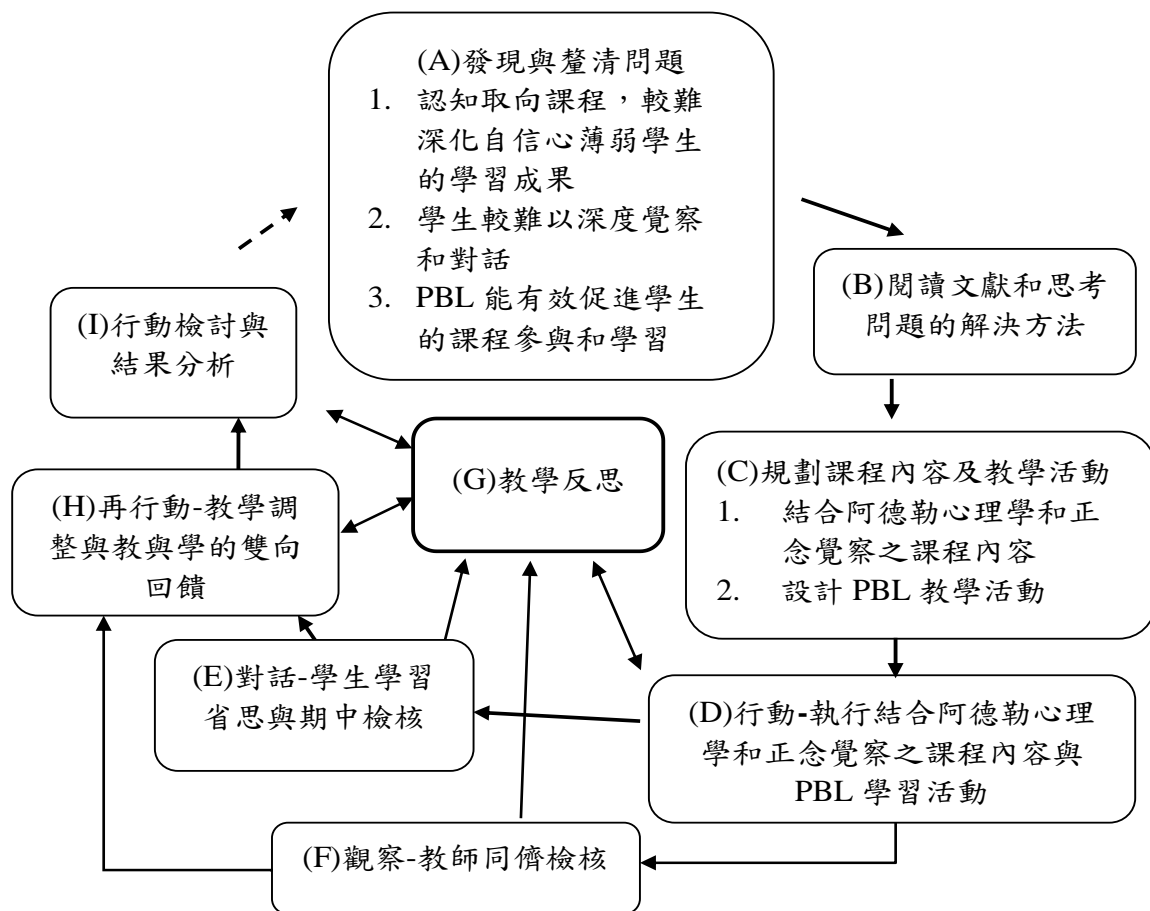 (A)發現與釐清問題
1. 認知取向課程，較難
深化自信心薄弱學生
的學習成果
2. 學生較難以深度覺察
和對話
3. PBL 能有效促進學生
的課程參與和學習
(B)閱讀文獻和思考
問題的解決方法
(C)規劃課程內容及教學活動
1. 結合阿德勒心理學和正
念覺察之課程內容
2. 設計 PBL 教學活動
(D)行動-執行結合阿德勒心理
學和正念覺察之課程內容與
PBL 學習活動
(E)對話-學生學習
省思與期中檢核
(F)觀察-教師同儕檢核
(G)教學反思
(H)再行動-教學調
整與教與學的雙向
回饋
(I)行動檢討與
結果分析